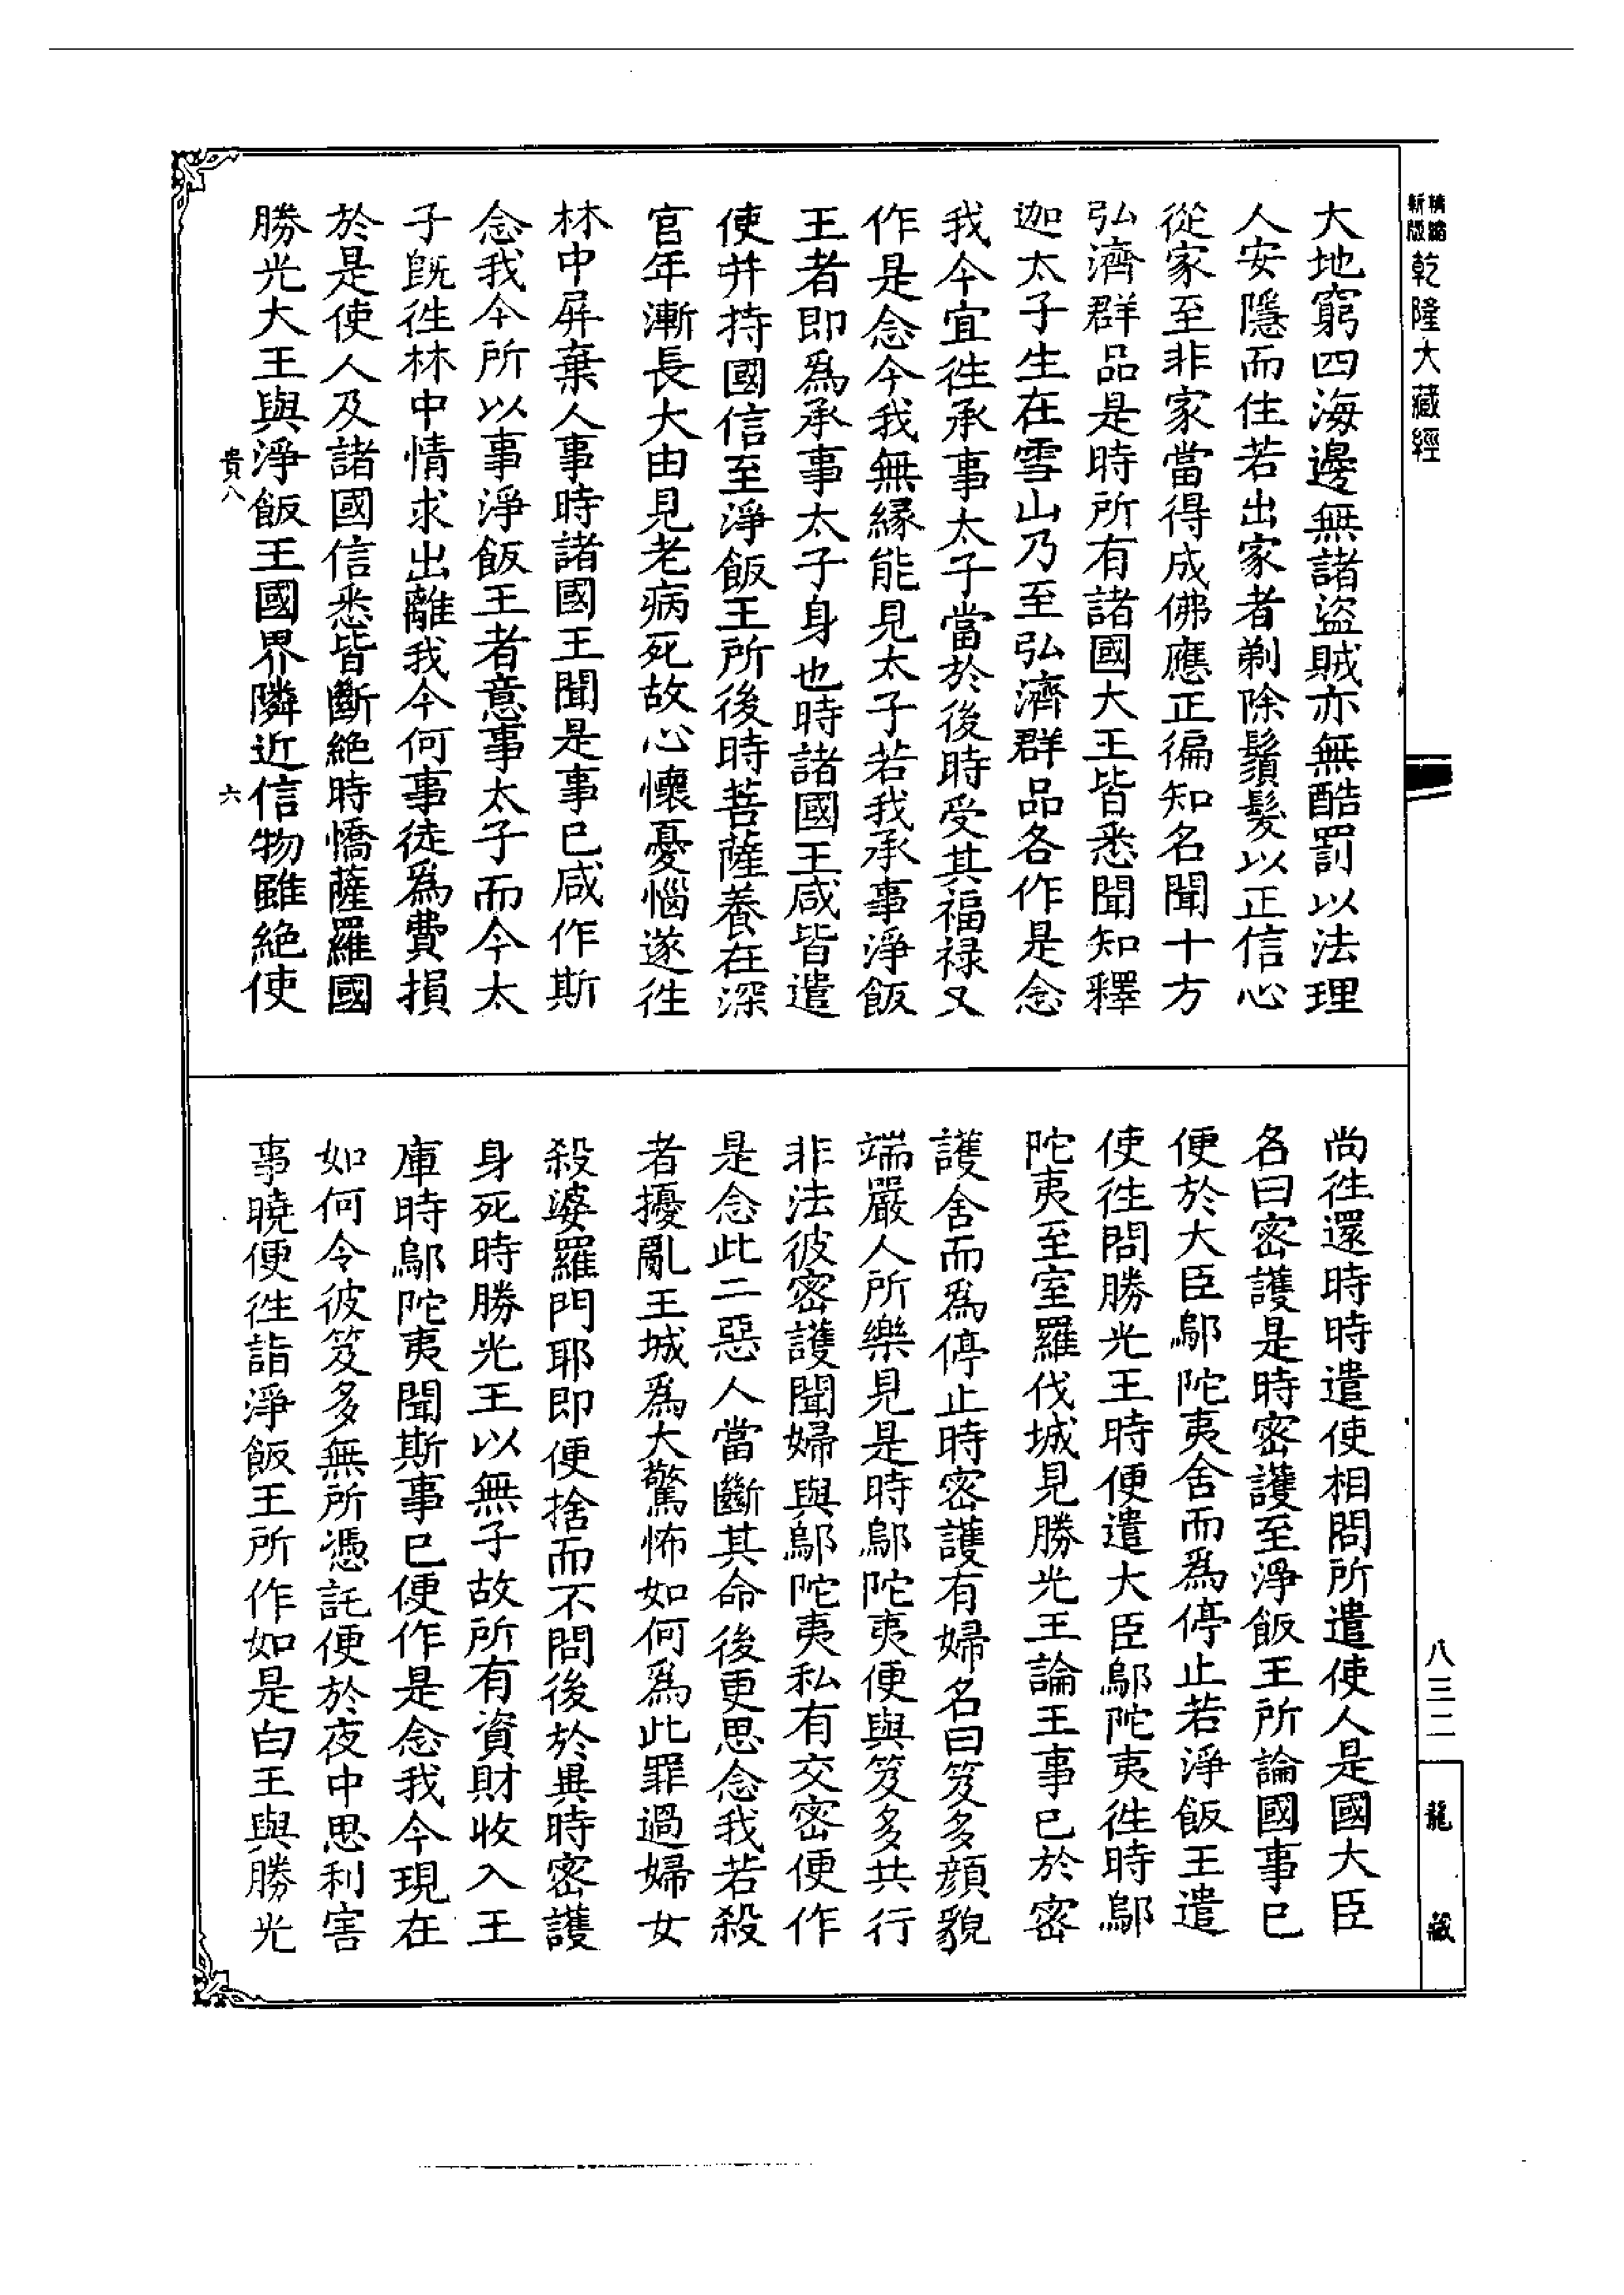 精縮新版乾隆大藏經
大地窮四海邊無諸盜賊亦無酷罰以法理
人安隱而住若出家者剃除鬚髮以正信心
從家至非家當得成佛應正徧知名聞十方
弘濟群品是時所有諸國大王皆悉聞知釋
迦太子生在雪山乃至弘濟群品各作是念
我今宜徃承事太子當於後時受其福祿又
作是念今我無緣能見太子若我承事淨飯
王者即爲承事太子身也時諸國王咸皆遣
使并持國信至淨飯王所後時菩薩養在深
宫年漸長大由見老病死故心懷憂惱遂徃
林中屏棄人事時諸國王聞是事已咸作斯
念我今所以事淨飯王者意事太子而今太
子旣徃林中情求出離我今何事徒爲費損
於是使人及諸國信悉皆斷絶時憍薩羅國
勝光大王與淨飯王國界隣近信物雖絶使
貴八 六
尚徃還時時遣使相問所遣使人是國大臣
名曰密護是時密護至淨飯王所論國事已
便於大臣鄔陀夷舍而爲停止若淨飯王遣
使徃問勝光王時便遣大臣鄔陀夷徃時鄔
陀夷至室羅伐城見勝光王論王事已於密
護舍而爲停止時密護有婦名曰笈多顔貌
端嚴人所樂見是時鄔陀夷便與笈多共行
非法彼密護聞婦與鄔陀夷私有交密便作
是念此二惡人當斷其命後更思念我若殺
者擾亂王城爲大驚怖如何爲此罪過婦女
殺婆羅門耶即便捨而不問後於異時密護
身死時勝光王以無子故所有資財收入王
庫時鄔陀夷聞斯事已便作是念我今現在
如何令彼笈多無所憑託便於夜中思利害
事曉便徃詣淨飯王所作如是白王與勝光
八三二
龍藏